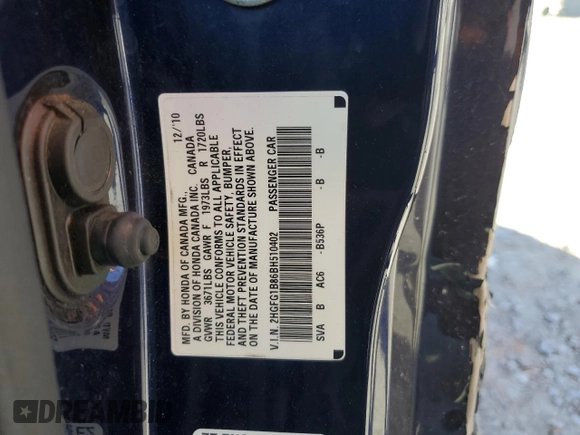 MFD. BY HONDA OF CANADA MFG., 12/10
A DIVISION OF HONDA CANADA INC. CANADA
GVWR 3671LBS GAWR F 1973LBS R 1720LBS
THIS VEHICLE CONFORMS TO ALL APPLICABLE
FEDERAL MOTOR VEHICLE SAFETY, BUMPER,
AND THEFT PREVENTION STANDARDS IN EFFECT
ON THE DATE OF MANUFACTURE SHOWN ABOVE.
V.I.N. 2HGFG1B86BH510402 PASSENGER CAR
SVA B AC6 -B536P -B -B
DREAMBID